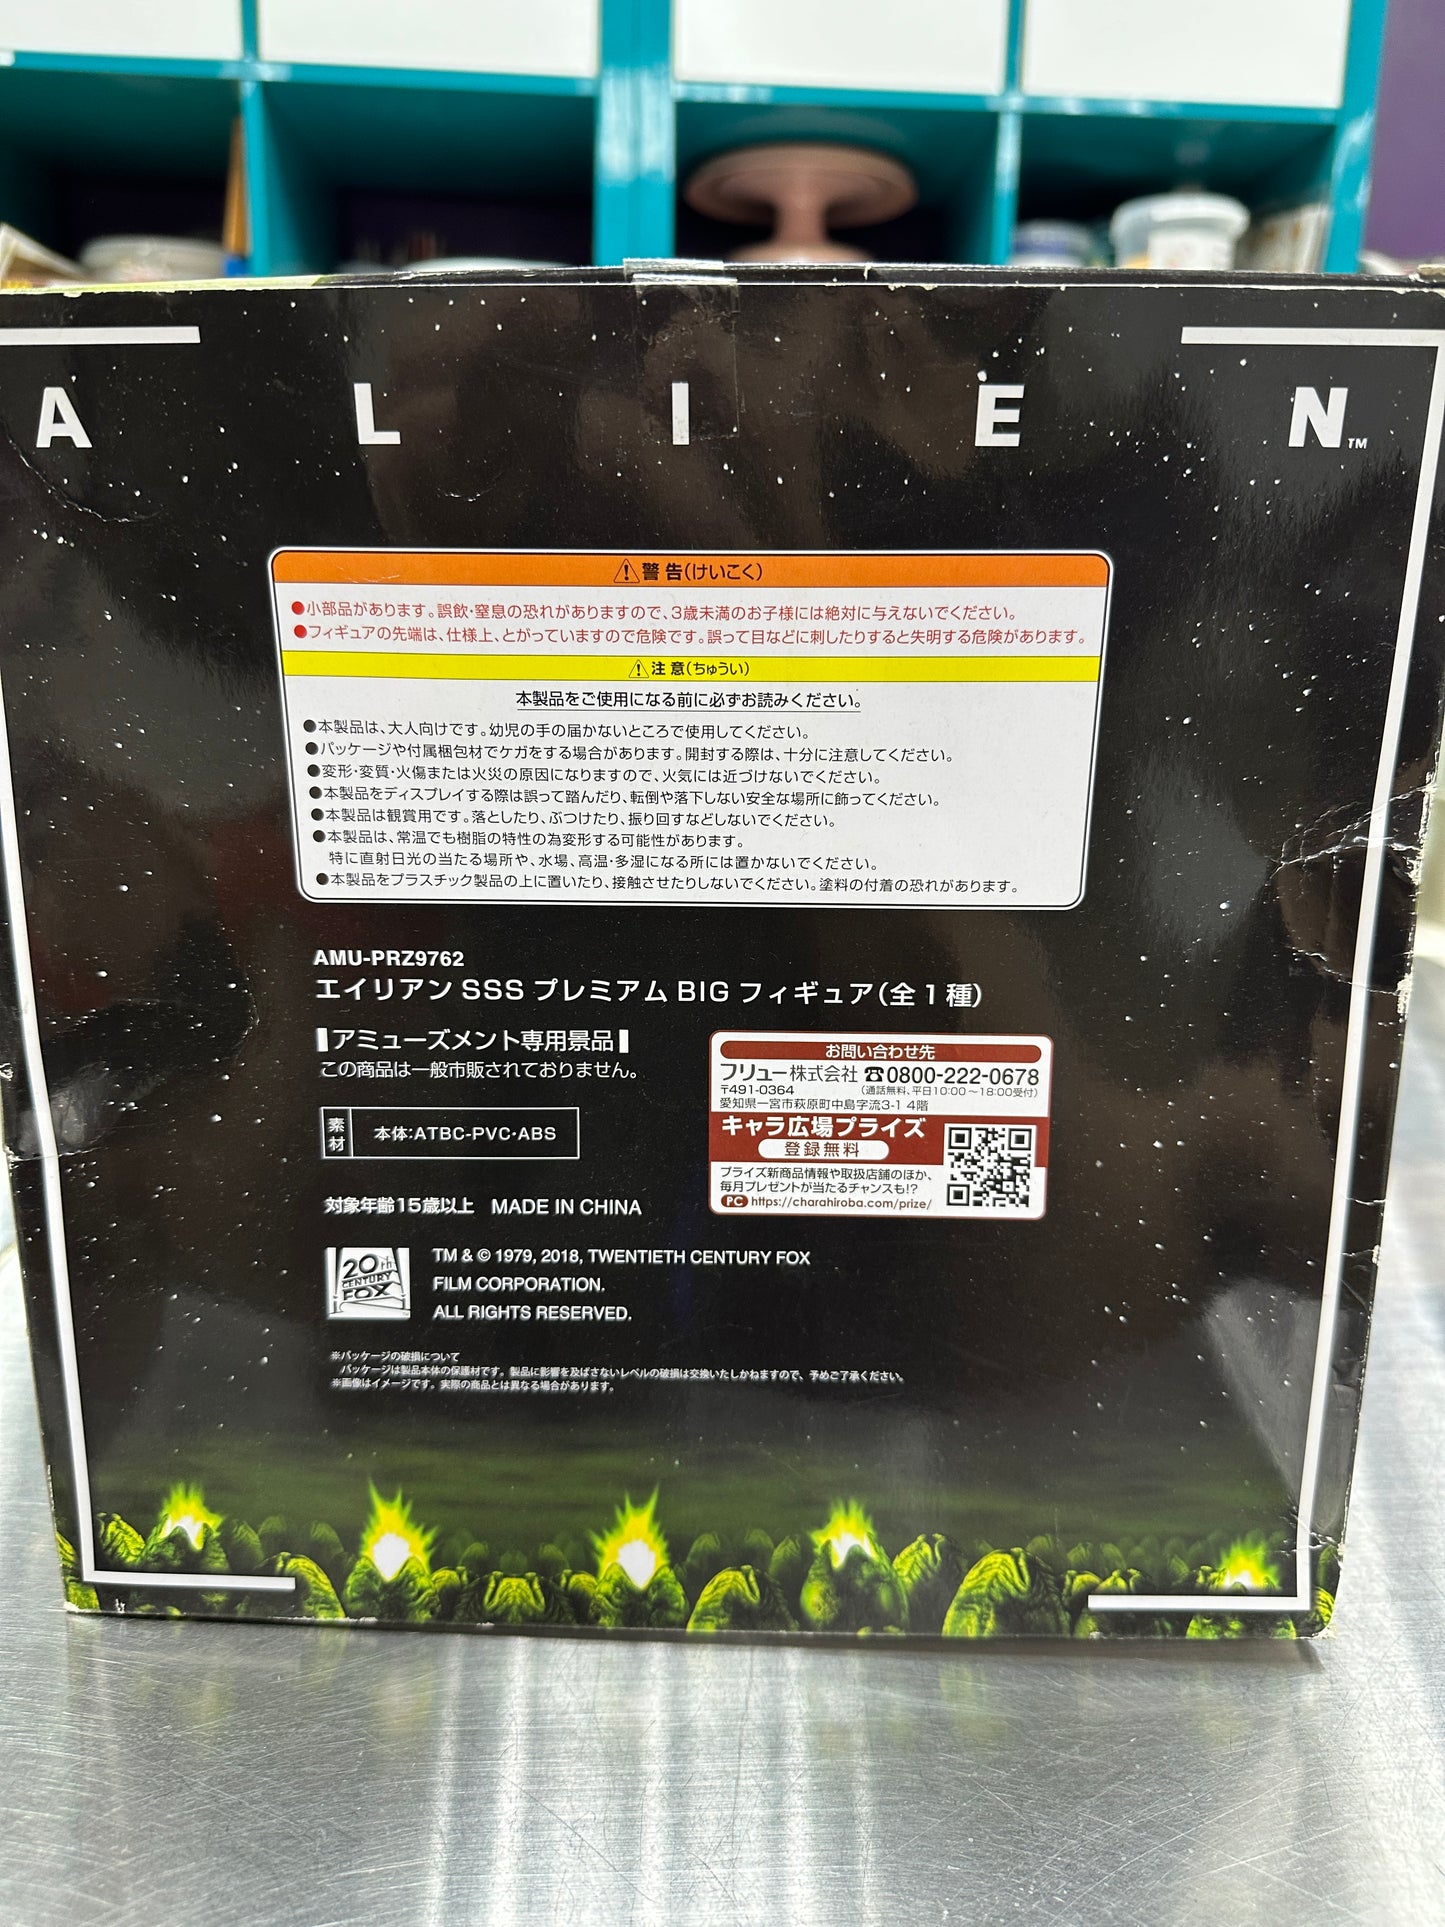 A L I E N™
⚠警告(けいこく)
●小部品があります。誤飲・窒息の恐れがありますので、3歳未満のお子様には絶対に与えないでください。
●フィギュアの先端は、仕様上、とがっていますので危険です。誤って目などに刺したりすると失明する危険があります。
⚠注意(ちゅうい)
本製品をご使用になる前に必ずお読みください。
●本製品は、大人向けです。幼児の手の届かないところで使用してください。
●パッケージや付属梱包材でケガをする場合があります。開封する際は、十分に注意してください。
●変形・変質・火傷または火災の原因になりますので、火気には近づけないでください。
●本製品をディスプレイする際は誤って踏んだり、転倒や落下しない安全な場所に飾ってください。
●本製品は観賞用です。落としたり、ぶつけたり、振り回すなどしないでください。
●本製品は、常温でも樹脂の特性の為変形する可能性があります。
特に直射日光の当たる場所や、水場、高温・多湿になる所には置かないでください。
●本製品をプラスチック製品の上に置いたり、接触させたりしないでください。塗料の付着の恐れがあります。
AMU-PRZ9762
エイリアン SSS プレミアム BIG フィギュア(全1種)
▌アミューズメント専用景品▐
この商品は一般市販されておりません。
素材 本体:ATBC-PVC・ABS
対象年齢15歳以上 MADE IN CHINA
お問い合わせ先
フリュー株式会社 ☎0800-222-0678
〒491-0364 (通話無料、平日10:00~18:00受付)
愛知県一宮市萩原町中島字流3-1 4階
キャラ広場プライズ
登録無料
プライズ新商品情報や取扱店舗のほか、
毎月プレゼントが当たるチャンスも!?
PC https://charahiroba.com/prize/
20th CENTURY FOX
TM & © 1979, 2018, TWENTIETH CENTURY FOX
FILM CORPORATION.
ALL RIGHTS RESERVED.
※パッケージの破損について
パッケージは製品本体の保護材です。製品に影響を及ぼさないレベルの破損は交換いたしかねますので、予めご了承ください。
※画像はイメージです。実際の商品とは異なる場合があります。